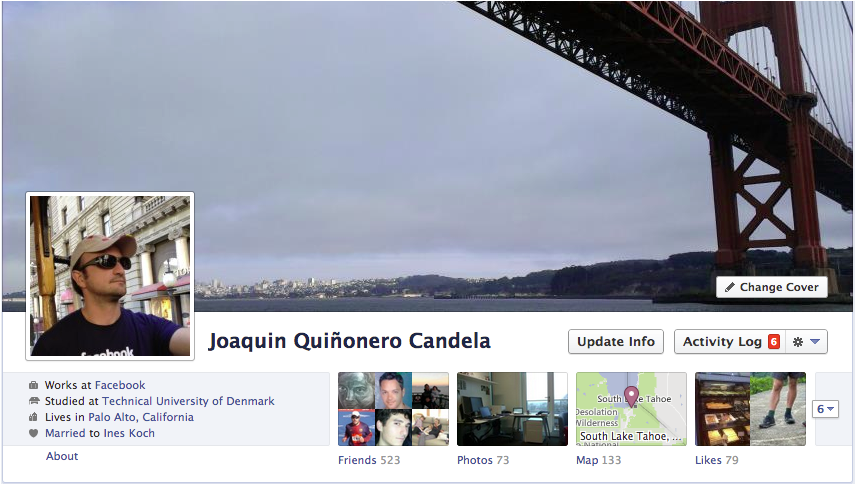 Change Cover
facebook
Joaquin Quiñonero Candela
Update Info
Activity Log 6
Works at Facebook
Studied at Technical University of Denmark
Lives in Palo Alto, California
Married to Ines Koch
About
Friends 523
Photos 73
South Lake Tahoe
Desolation
Wilderness
South Lake Tahoe, ...
Map 133
Likes 79
6